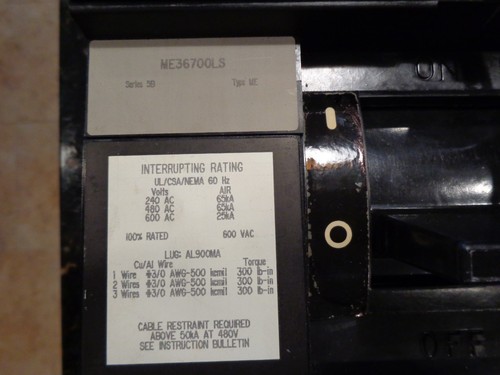 ME36700LS
Series 5B Type ME
ON
INTERRUPTING RATING
UL/CSA/NEMA 60 Hz
Volts AIR
240 AC 65kA
480 AC 65kA
600 AC 25kA
100% RATED 600 VAC
LUG: AL900MA
Cu/Al Wire Torque
1 Wire #3/0 AWG-500 kcmil 300 lb-in
2 Wires #3/0 AWG-500 kcmil 300 lb-in
3 Wires #3/0 AWG-500 kcmil 300 lb-in
CABLE RESTRAINT REQUIRED
ABOVE 50kA AT 480V
SEE INSTRUCTION BULLETIN
I
O
OFF